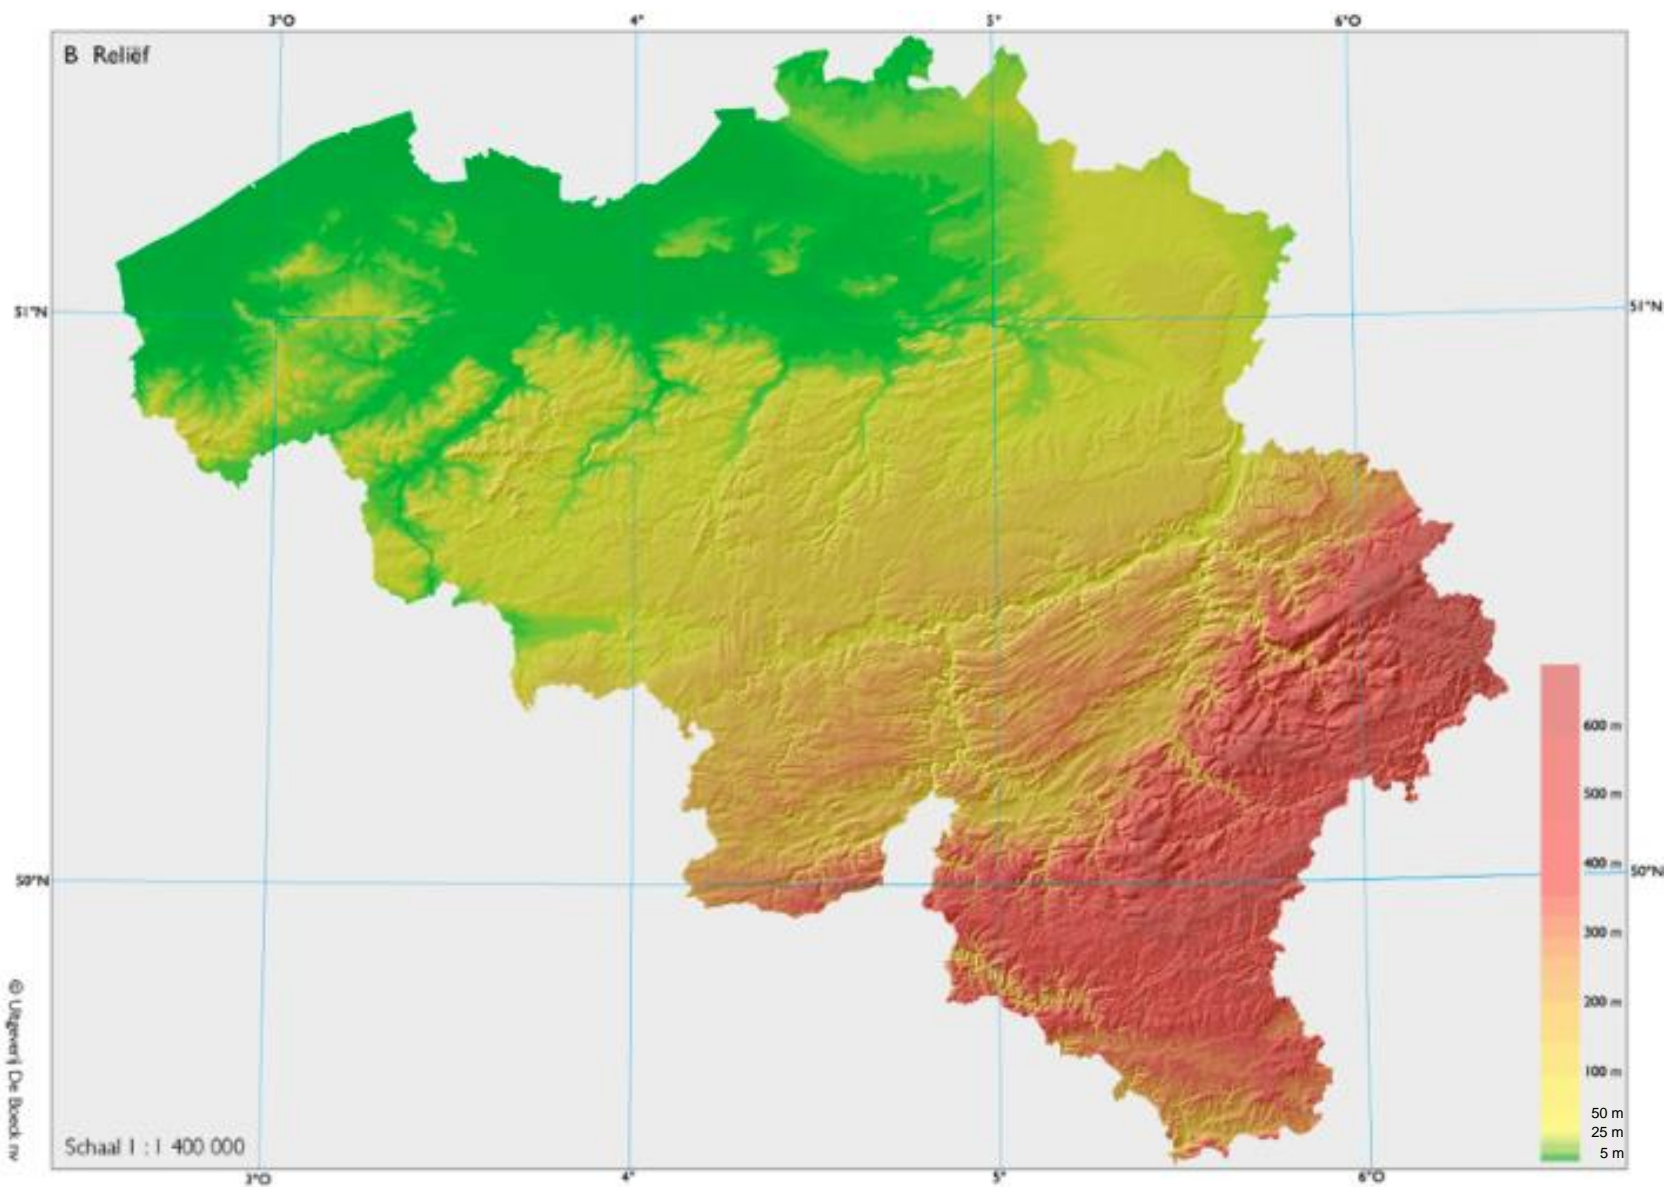 3°O 4° 5° 6°O
B Reliëf
51°N 51°N
600 m
500 m
400 m
50°N 50°N
300 m
200 m
100 m
50 m
25 m
5 m
© Uitgeverij De Boeck nv
Schaal 1 : 1 400 000
3°O 4° 5° 6°O